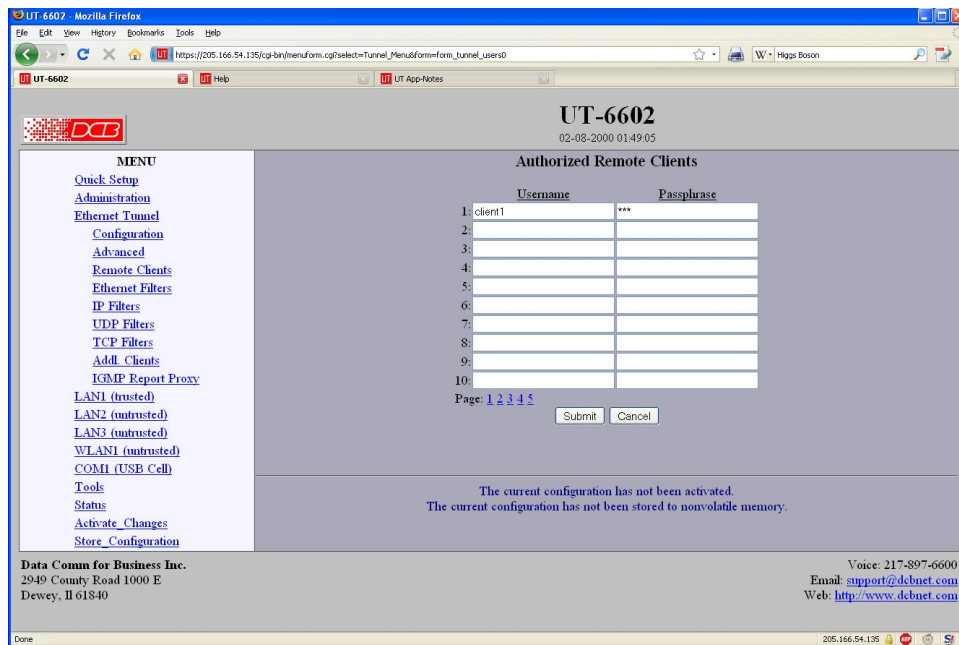 UT-6602 - Mozilla Firefox
File Edit View History Bookmarks Tools Help
https://205.166.54.135/cgi-bin/menuform.cgi?select=Tunnel_Menu&form=form_tunnel_users0
W
Higgs Boson
UT UT-6602
UT Help
UT UT App-Notes
DCB
UT-6602
02-08-2000 01:49:05
MENU
Quick Setup
Administration
Ethernet Tunnel
Configuration
Advanced
Remote Clients
Ethernet Filters
IP Filters
UDP Filters
TCP Filters
Addl. Clients
IGMP Report Proxy
LAN1 (trusted)
LAN2 (untrusted)
LAN3 (untrusted)
WLAN1 (untrusted)
COM1 (USB Cell)
Tools
Status
Activate_Changes
Store_Configuration
Authorized Remote Clients
Username Passphrase
1: client1 ***
2:
3:
4:
5:
6:
7:
8:
9:
10:
Page: 1 2 3 4 5
Submit Cancel
The current configuration has not been activated.
The current configuration has not been stored to nonvolatile memory.
Data Comm for Business Inc.
2949 County Road 1000 E
Dewey, Il 61840
Voice: 217-897-6600
Email: support@dcbnet.com
Web: http://www.dcbnet.com
Done
205.166.54.135
ABP